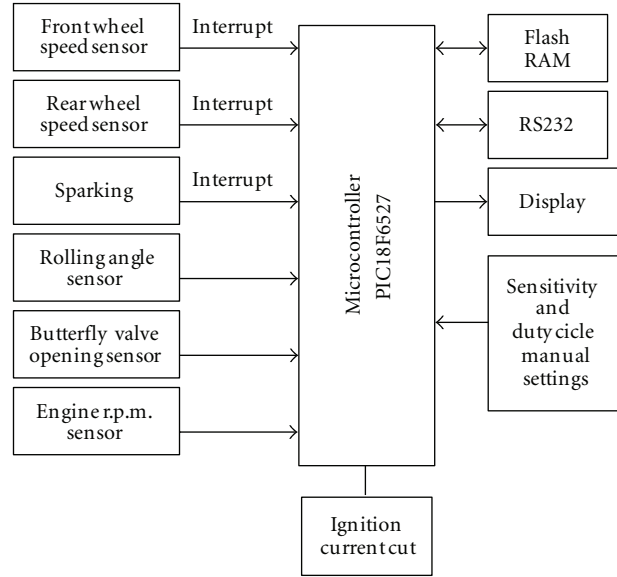 Front wheel
speed sensor
Interrupt
Rear wheel
speed sensor
Interrupt
Sparking
Interrupt
Rolling angle
sensor
Butterfly valve
opening sensor
Engine r.p.m.
sensor
Microcontroller
PIC18F6527
Flash
RAM
RS232
Display
Sensitivity
and
duty cicle
manual
settings
Ignition
current cut